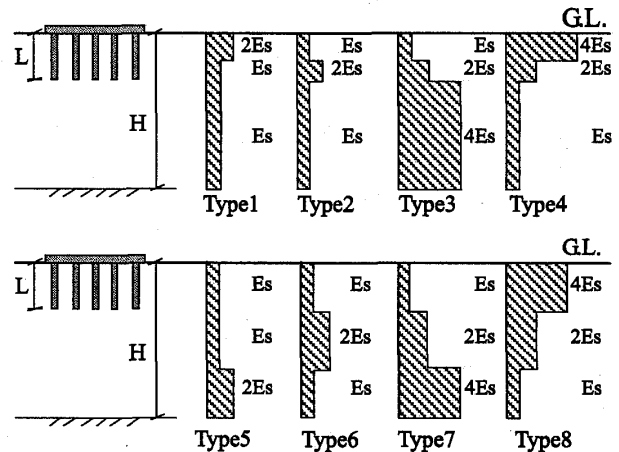 G.L.
L
H
2Es
Es
Es
Es
2Es
Es
Es
2Es
4Es
4Es
2Es
Es
Type1
Type2
Type3
Type4
G.L.
L
H
Es
Es
2Es
Es
2Es
Es
Es
2Es
4Es
4Es
2Es
Es
Type5
Type6
Type7
Type8